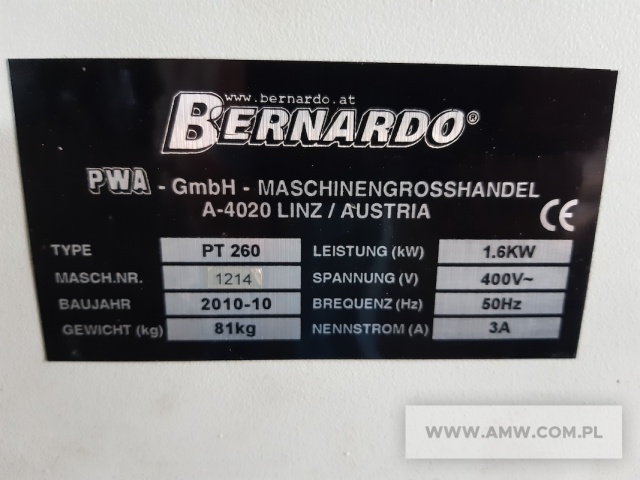 www.bernardo.at
BERNARDO®
PWA - GmbH - MASCHINENGROSSHANDEL
A-4020 LINZ / AUSTRIA
CE
TYPE PT 260 LEISTUNG (kW) 1.6KW
MASCH.NR. 1214 SPANNUNG (V) 400V~
BAUJAHR 2010-10 BREQUENZ (Hz) 50Hz
GEWICHT (kg) 81kg NENNSTROM (A) 3A
WWW.AMW.COM.PL